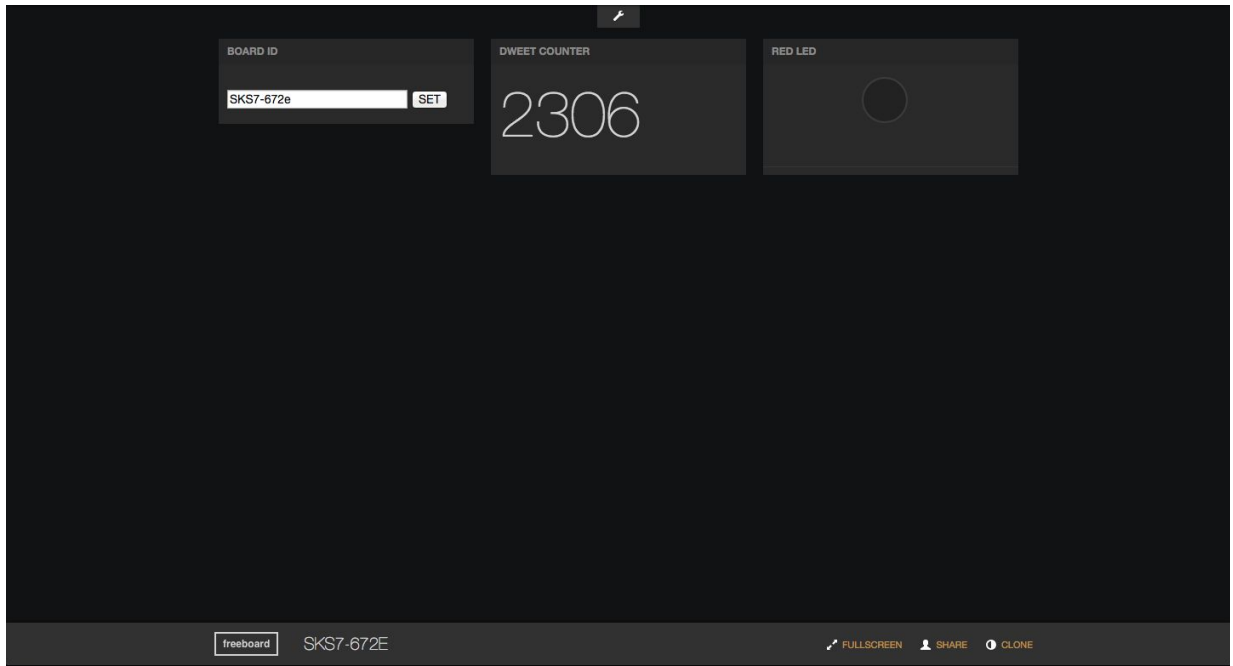 BOARD ID
SKS7-672e SET
DWEET COUNTER
2306
RED LED
freeboard SKS7-672E FULLSCREEN SHARE CLONE